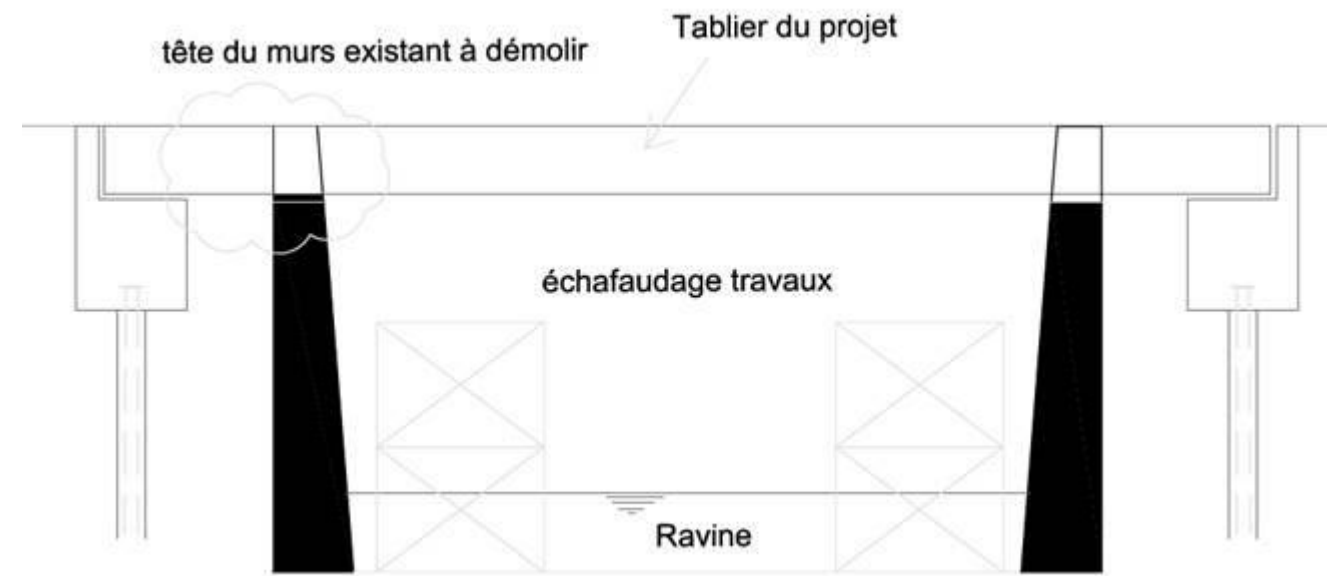 Tablier du projet
tête du murs existant à démolir
échafaudage travaux
Ravine